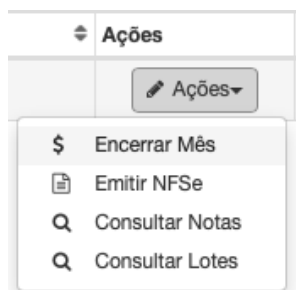 Ações
Ações
Encerrar Mês
Emitir NFSe
Consultar Notas
Consultar Lotes